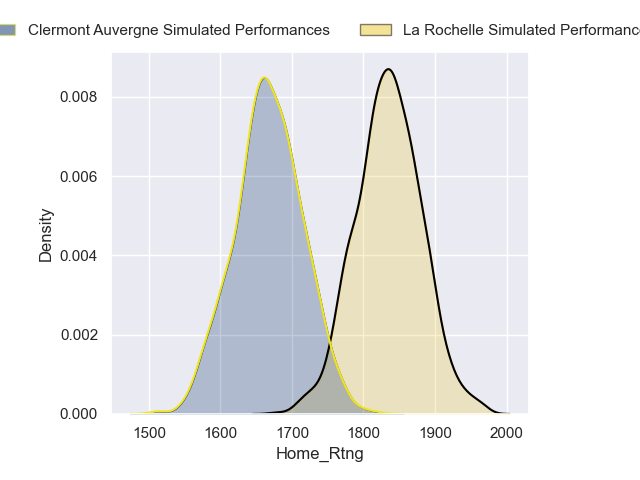 Clermont Auvergne Simulated Performances La Rochelle Simulated Performanc
0.008
0.006
0.004
0.002
0.000
Density
1500 1600 1700 1800 1900 2000
Home_Rtng